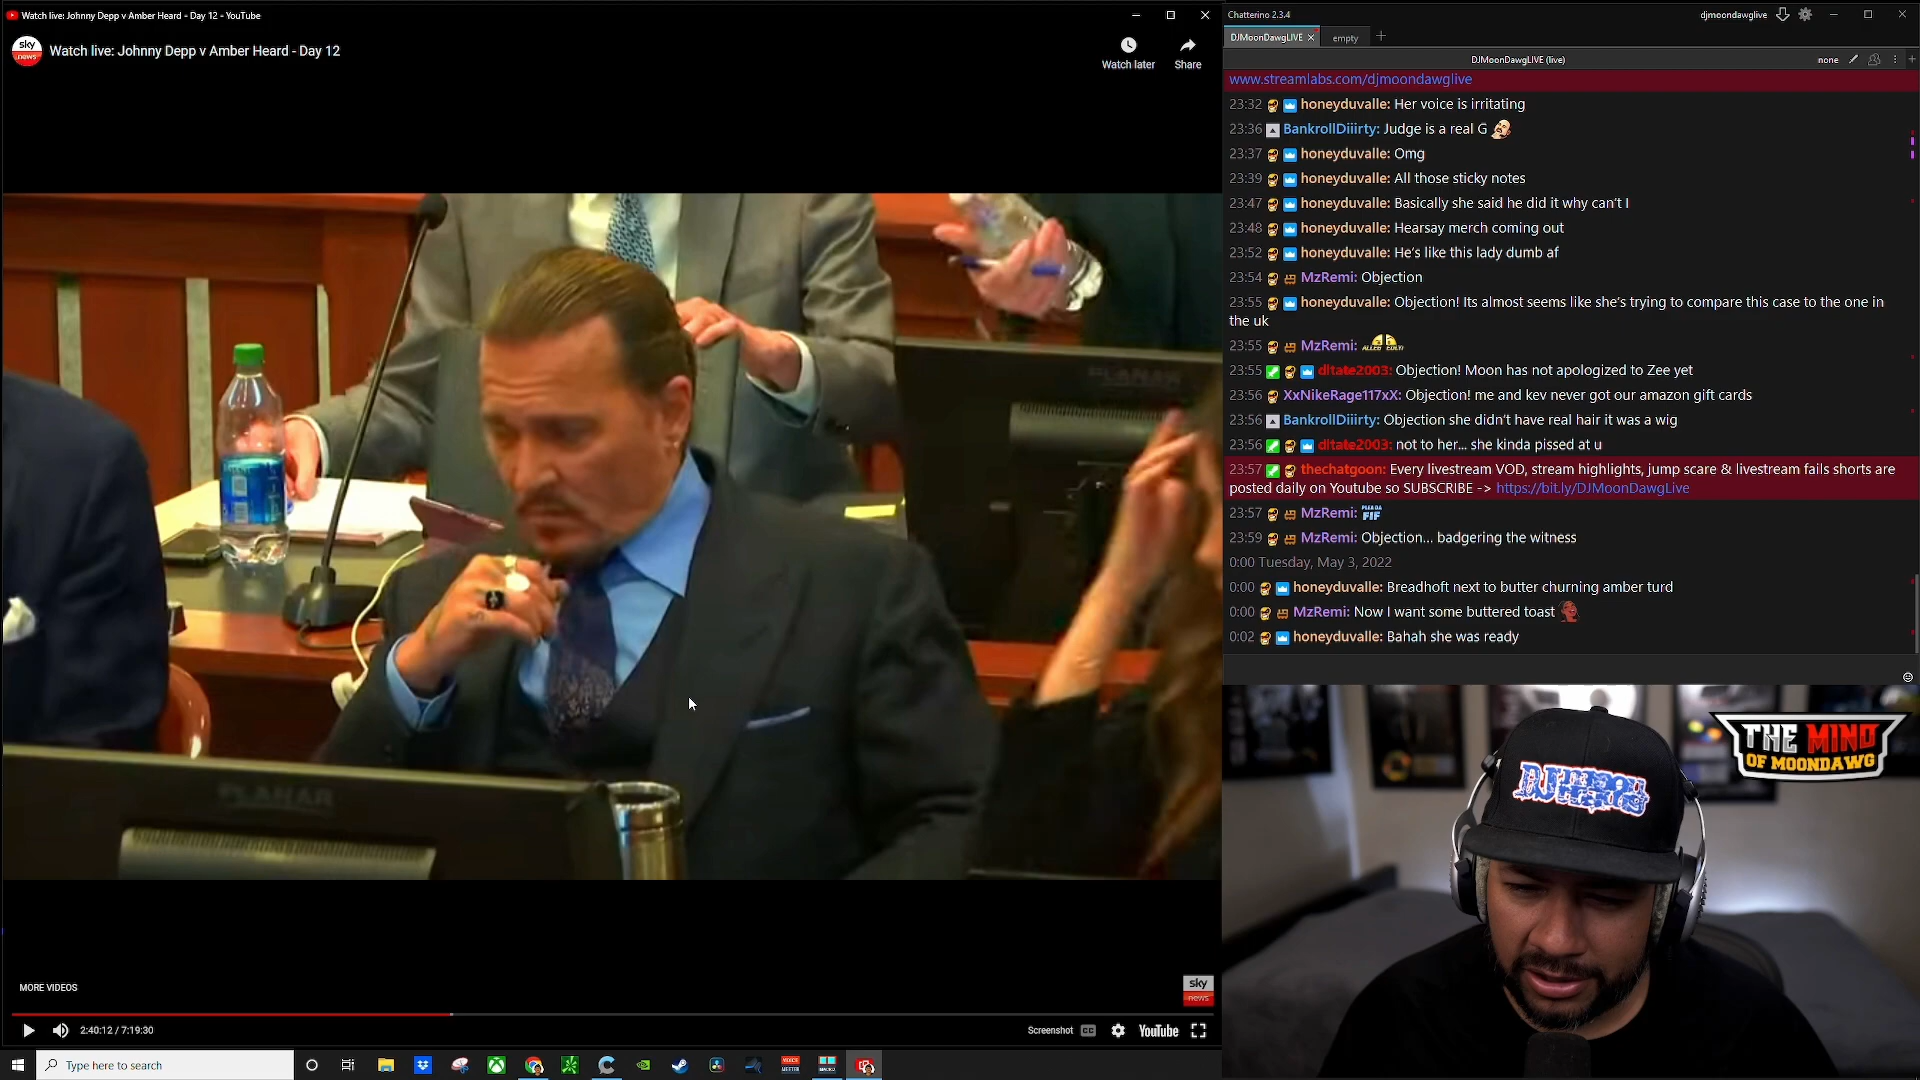 Watch live: Johnny Depp v Amber Heard - Day 12 - YouTube
sky
news
Watch live: Johnny Depp v Amber Heard - Day 12
Watch later
Share
PLANAR
PLANAR
MORE VIDEOS
sky
news
2:40:12 / 7:19:30
Screenshot
CC
YouTube
Type here to search
Chatterino 2.3.4
djmoondawglive
DJMoonDawgLIVE
empty
DJMoonDawgLIVE (live)
none
www.streamlabs.com/djmoondawglive
23:32 honeyduvalle: Her voice is irritating
23:36 BankrollDiiirty: Judge is a real G
23:37 honeyduvalle: Omg
23:39 honeyduvalle: All those sticky notes
23:47 honeyduvalle: Basically she said he did it why can't I
23:48 honeyduvalle: Hearsay merch coming out
23:52 honeyduvalle: He's like this lady dumb af
23:54 MzRemi: Objection
23:55 honeyduvalle: Objection! Its almost seems like she's trying to compare this case to the one in
the uk
23:55 MzRemi:
23:55 dltate2003: Objection! Moon has not apologized to Zee yet
23:56 XxNikeRage117xX: Objection! me and kev never got our amazon gift cards
23:56 BankrollDiiirty: Objection she didn't have real hair it was a wig
23:56 dltate2003: not to her... she kinda pissed at u
23:57 thechatgoon: Every livestream VOD, stream highlights, jump scare & livestream fails shorts are
posted daily on Youtube so SUBSCRIBE -> https://bit.ly/DJMoonDawgLive
23:57 MzRemi:
23:59 MzRemi: Objection... badgering the witness
0:00 Tuesday, May 3, 2022
0:00 honeyduvalle: Breadhoft next to butter churning amber turd
0:00 MzRemi: Now I want some buttered toast
0:02 honeyduvalle: Bahah she was ready
THE MIND
OF MOONDAWG